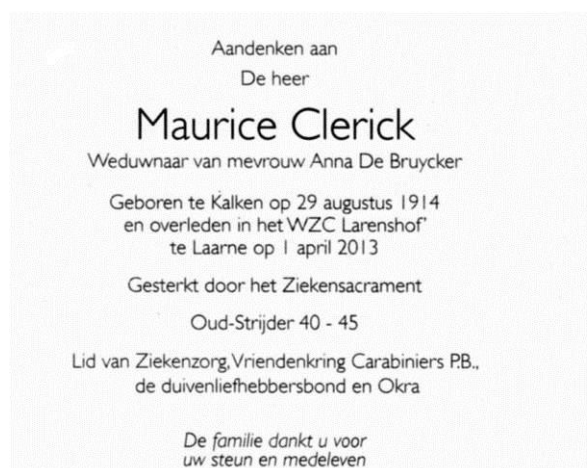 Aandenken aan
De heer
Maurice Clerick
Weduwnaar van mevrouw Anna De Bruycker
Geboren te Kalken op 29 augustus 1914
en overleden in het WZC Larenshof'
te Laarne op 1 april 2013
Gesterkt door het Ziekensacrament
Oud-Strijder 40 - 45
Lid van Ziekenzorg, Vriendenkring Carabiniers P.B.,
de duivenliefhebbersbond en Okra
De familie dankt u voor
uw steun en medeleven